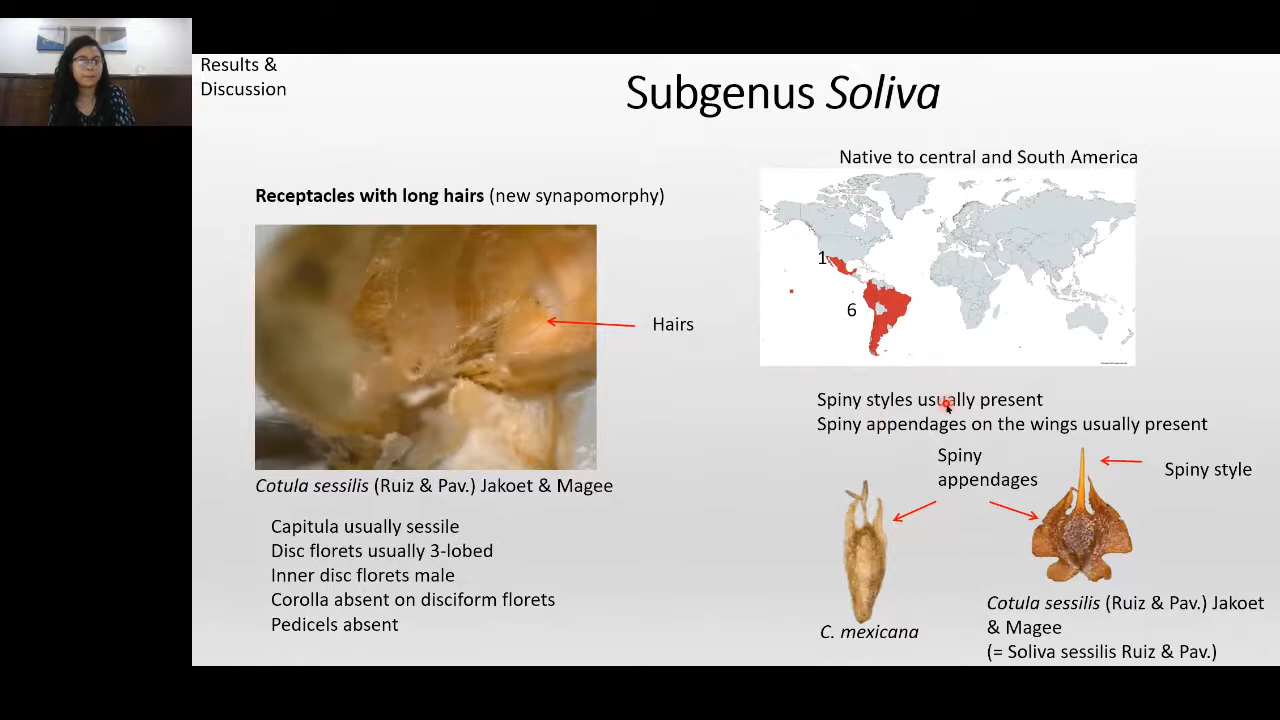 Results &
Discussion
Subgenus Soliva
Receptacles with long hairs (new synapomorphy)
Hairs
Cotula sessilis (Ruiz & Pav.) Jakoet & Magee
Capitula usually sessile
Disc florets usually 3-lobed
Inner disc florets male
Corolla absent on disciform florets
Pedicels absent
Native to central and South America
1
6
Spiny styles usually present
Spiny appendages on the wings usually present
Spiny
appendages
Spiny style
C. mexicana
Cotula sessilis (Ruiz & Pav.) Jakoet
& Magee
(= Soliva sessilis Ruiz & Pav.)